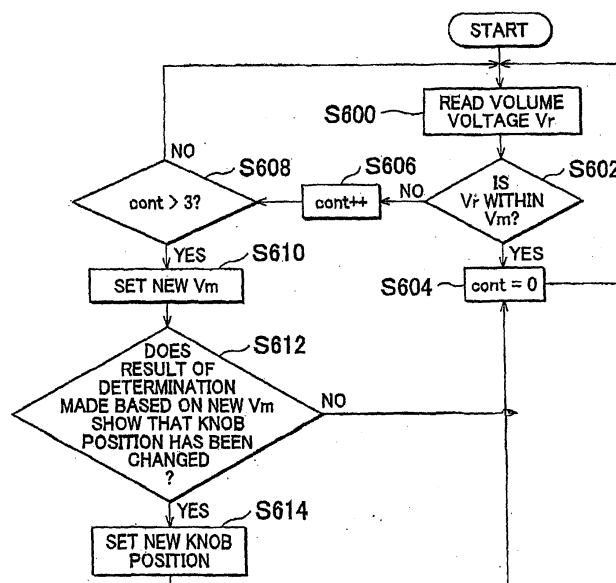 START
S600
READ VOLUME
VOLTAGE Vr
S602
IS
Vr WITHIN
Vm?
NO
YES
S604
cont = 0
S606
cont++
S608
cont > 3?
NO
YES
S610
SET NEW Vm
S612
DOES
RESULT OF
DETERMINATION
MADE BASED ON NEW Vm
SHOW THAT KNOB
POSITION HAS BEEN
CHANGED
?
NO
YES
S614
SET NEW KNOB
POSITION